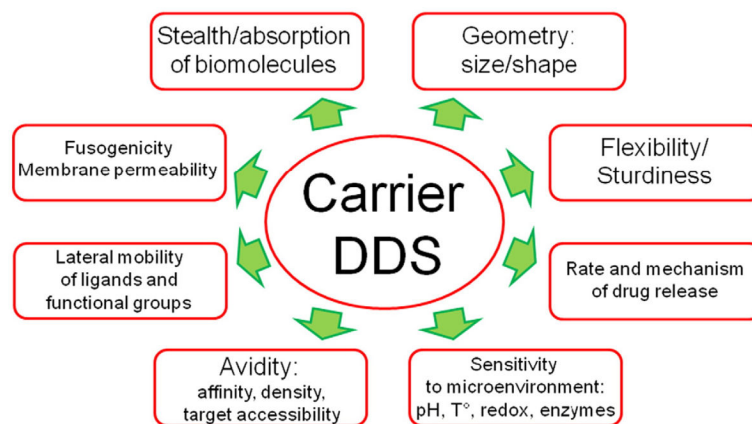 Stealth/absorption
of biomolecules
Geometry:
size/shape
Fusogenicity
Membrane permeability
Flexibility/
Sturdiness
Carrier
DDS
Lateral mobility
of ligands and
functional groups
Rate and mechanism
of drug release
Avidity:
affinity, density,
target accessibility
Sensitivity
to microenvironment:
pH, T°, redox, enzymes